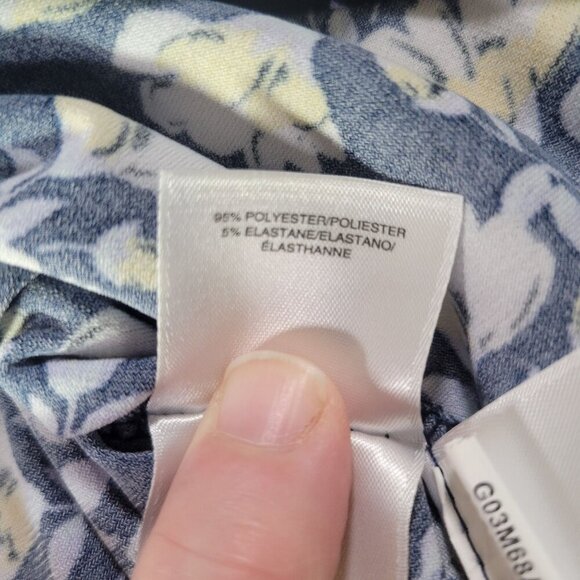 95% POLYESTER/POLIESTER
5% ELASTANE/ELASTANO/
ÉLASTHANNE
G03M68